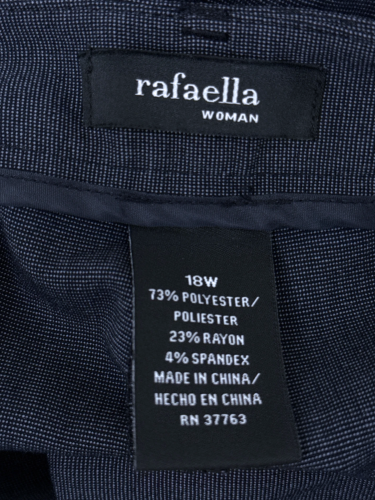 rafaella
WOMAN
18W
73% POLYESTER/
POLIESTER
23% RAYON
4% SPANDEX
MADE IN CHINA/
HECHO EN CHINA
RN 37763